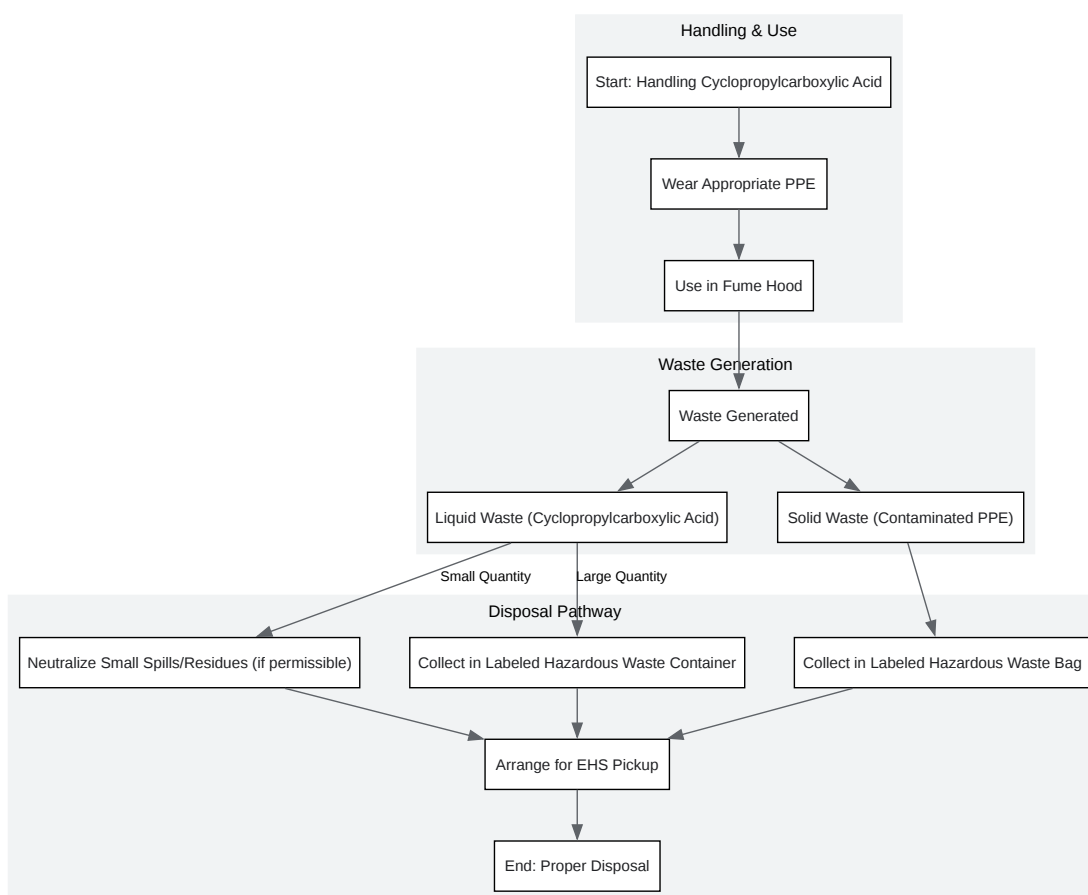 Handling & Use
Start: Handling Cyclopropylcarboxylic Acid
Wear Appropriate PPE
Use in Fume Hood
Waste Generation
Waste Generated
Liquid Waste (Cyclopropylcarboxylic Acid)
Solid Waste (Contaminated PPE)
Small Quantity
Large Quantity
Disposal Pathway
Neutralize Small Spills/Residues (if permissible)
Collect in Labeled Hazardous Waste Container
Collect in Labeled Hazardous Waste Bag
Arrange for EHS Pickup
End: Proper Disposal